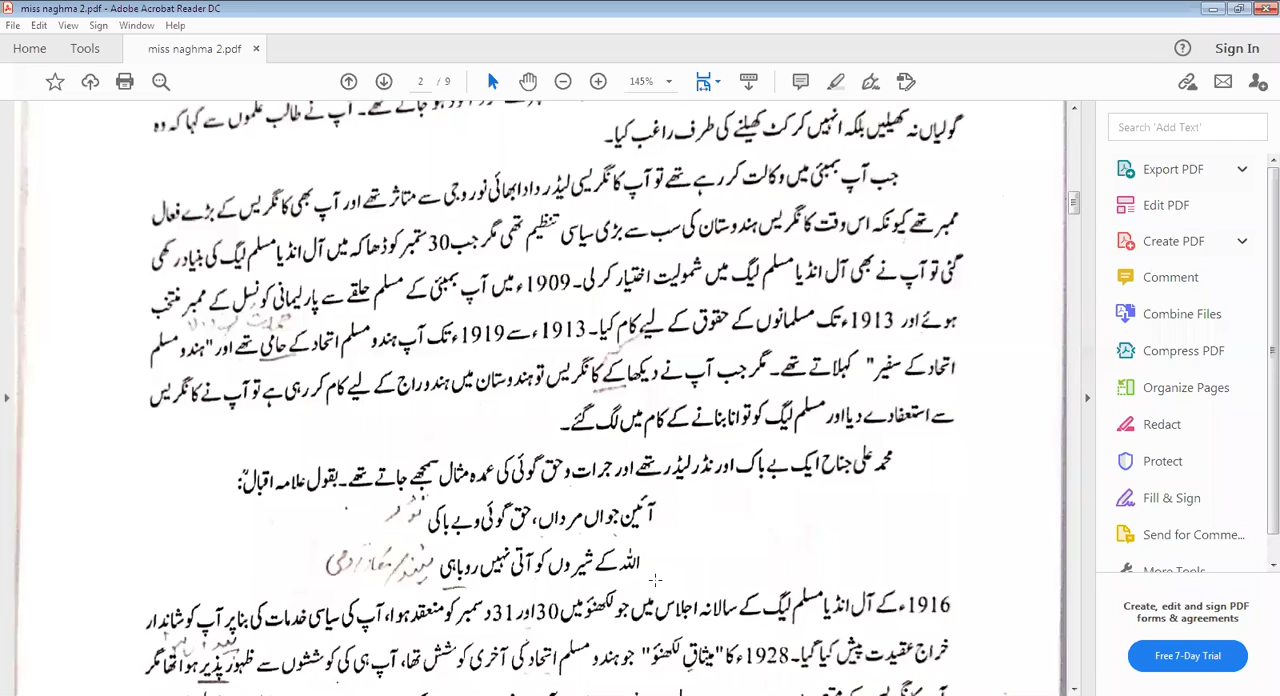 miss naghma 2.pdf - Adobe Acrobat Reader DC
File Edit View Sign Window Help
Home Tools miss naghma 2.pdf × Sign In
2 / 9 145%
ہو جاتے تھے۔ آپ نے طالب علموں سے کہا کہ وہ
گولیاں نہ کھیلیں بلکہ انہیں کرکٹ کھیلنے کی طرف راغب کیا۔
جب آپ بمبئی میں وکالت کر رہے تھے تو آپ کانگریسی لیڈر دادا بھائی نوروجی سے متاثر تھے اور آپ بھی کانگریس کے بڑے فعال
ممبر تھے کیونکہ اس وقت کانگریس ہندوستان کی سب سے بڑی سیاسی تنظیم تھی مگر جب 30 ستمبر کو ڈھاکہ میں آل انڈیا مسلم لیگ کی بنیاد رکھی
گئی تو آپ نے بھی آل انڈیا مسلم لیگ میں شمولیت اختیار کر لی۔ 1909ء میں آپ بمبئی کے مسلم حلقے سے پارلیمانی کونسل کے ممبر منتخب
ہوئے اور 1913ء تک مسلمانوں کے حقوق کے لیے کام کیا۔ 1913ء سے 1919ء تک آپ ہندو مسلم اتحاد کے حامی تھے اور "ہندو مسلم
اتحاد کے سفیر" کہلاتے تھے۔ مگر جب آپ نے دیکھا کے کانگریس تو ہندوستان میں ہندو راج کے لیے کام کر رہی ہے تو آپ نے کانگریس
سے استعفا دے دیا اور مسلم لیگ کو توانا بنانے کے کام میں لگ گئے۔
محمد علی جناح ایک بے باک اور نڈر لیڈر تھے اور جرات و حق گوئی کی عمدہ مثال سمجھے جاتے تھے۔ بقول علامہ اقبالؒ:
آئین جواں مرداں، حق گوئی و بے باکی
اللہ کے شیروں کو آتی نہیں روباہی
1916ء کے آل انڈیا مسلم لیگ کے سالانہ اجلاس میں جو لکھنؤ میں 30 اور 31 دسمبر کو منعقد ہوا، آپ کی سیاسی خدمات کی بنا پر آپ کو شاندار
خراج عقیدت پیش کیا گیا۔ 1928ء کا "میثاقِ لکھنؤ" جو ہندو مسلم اتحاد کی آخری کوشش تھا، آپ ہی کی کوششوں سے ظہور پذیر ہوا تھا مگر
Search 'Add Text'
Export PDF
Edit PDF
Create PDF
Comment
Combine Files
Compress PDF
Organize Pages
Redact
Protect
Fill & Sign
Send for Comme...
More Tools
Create, edit and sign PDF
forms & agreements
Free 7-Day Trial